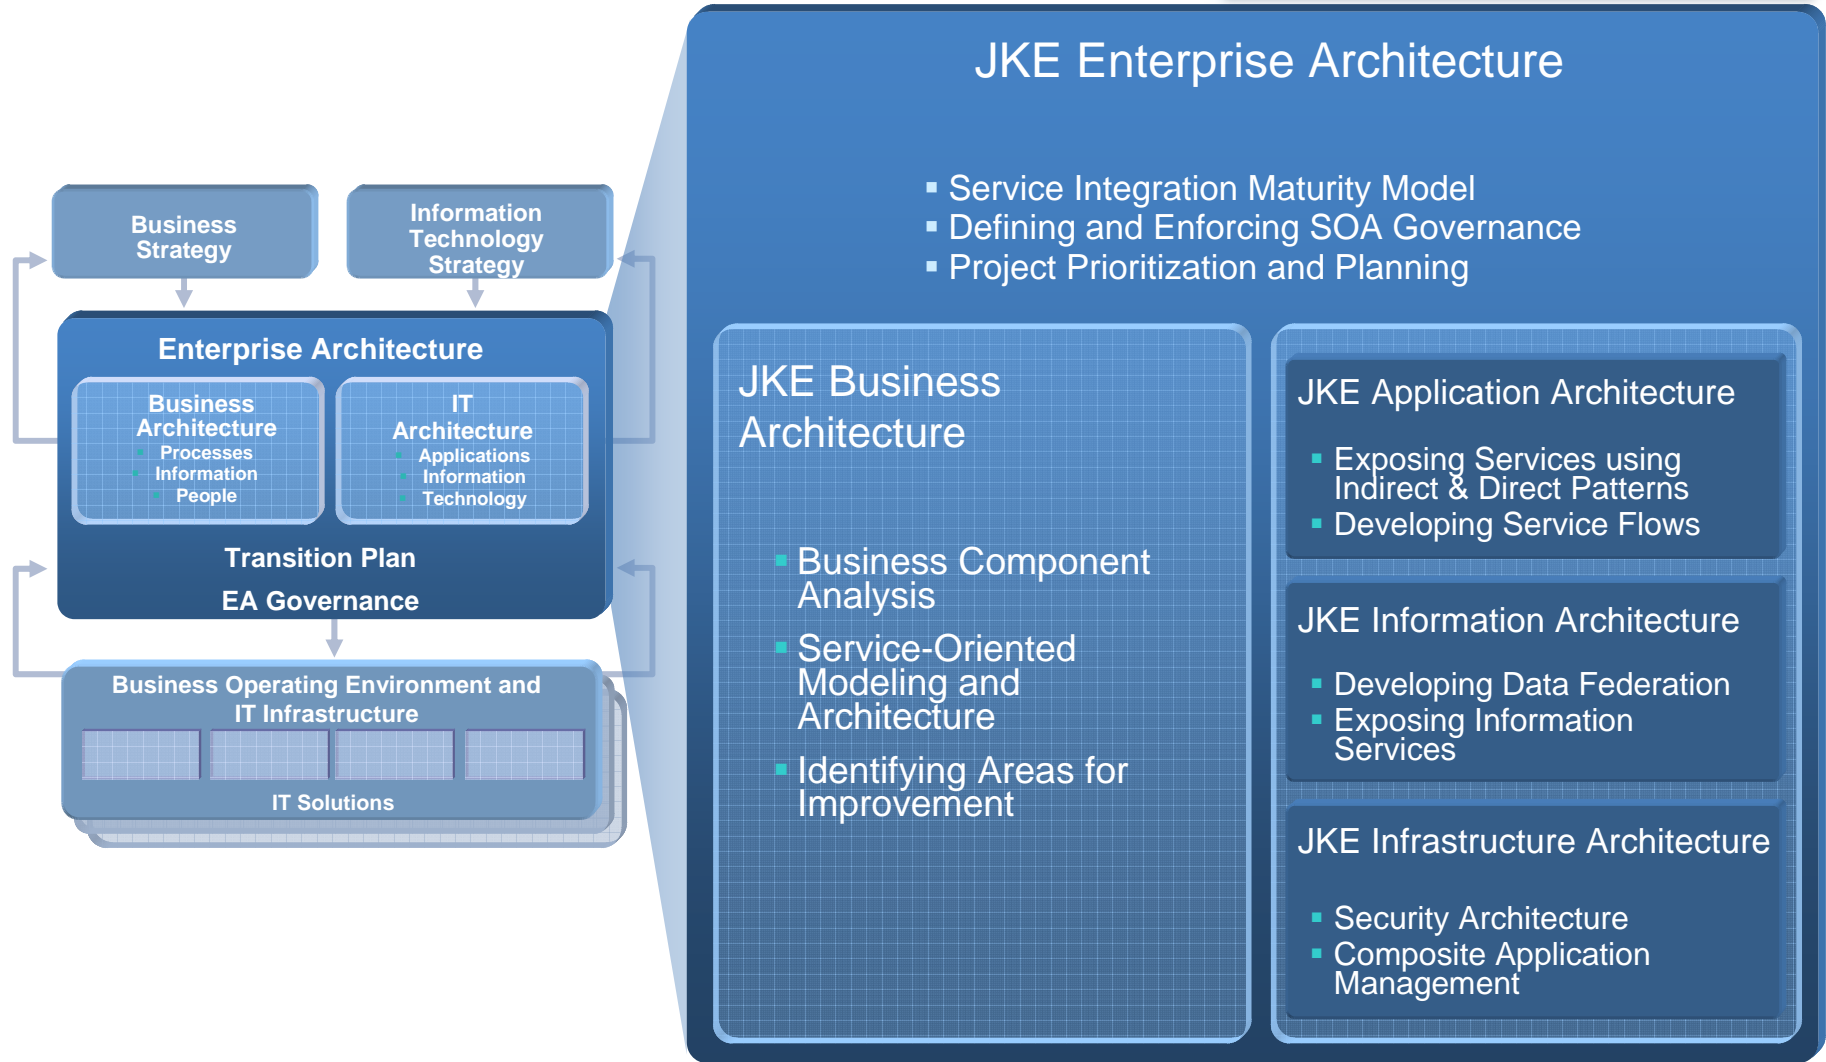 Business
Strategy
Information
Technology
Strategy
Enterprise Architecture
Business
Architecture
Processes
Information
People
IT
Architecture
Applications
Information
Technology
Transition Plan
EA Governance
Business Operating Environment and
IT Infrastructure
IT Solutions
JKE Enterprise Architecture
Service Integration Maturity Model
Defining and Enforcing SOA Governance
Project Prioritization and Planning
JKE Business
Architecture
Business Component
Analysis
Service-Oriented
Modeling and
Architecture
Identifying Areas for
Improvement
JKE Application Architecture
Exposing Services using
Indirect & Direct Patterns
Developing Service Flows
JKE Information Architecture
Developing Data Federation
Exposing Information
Services
JKE Infrastructure Architecture
Security Architecture
Composite Application
Management